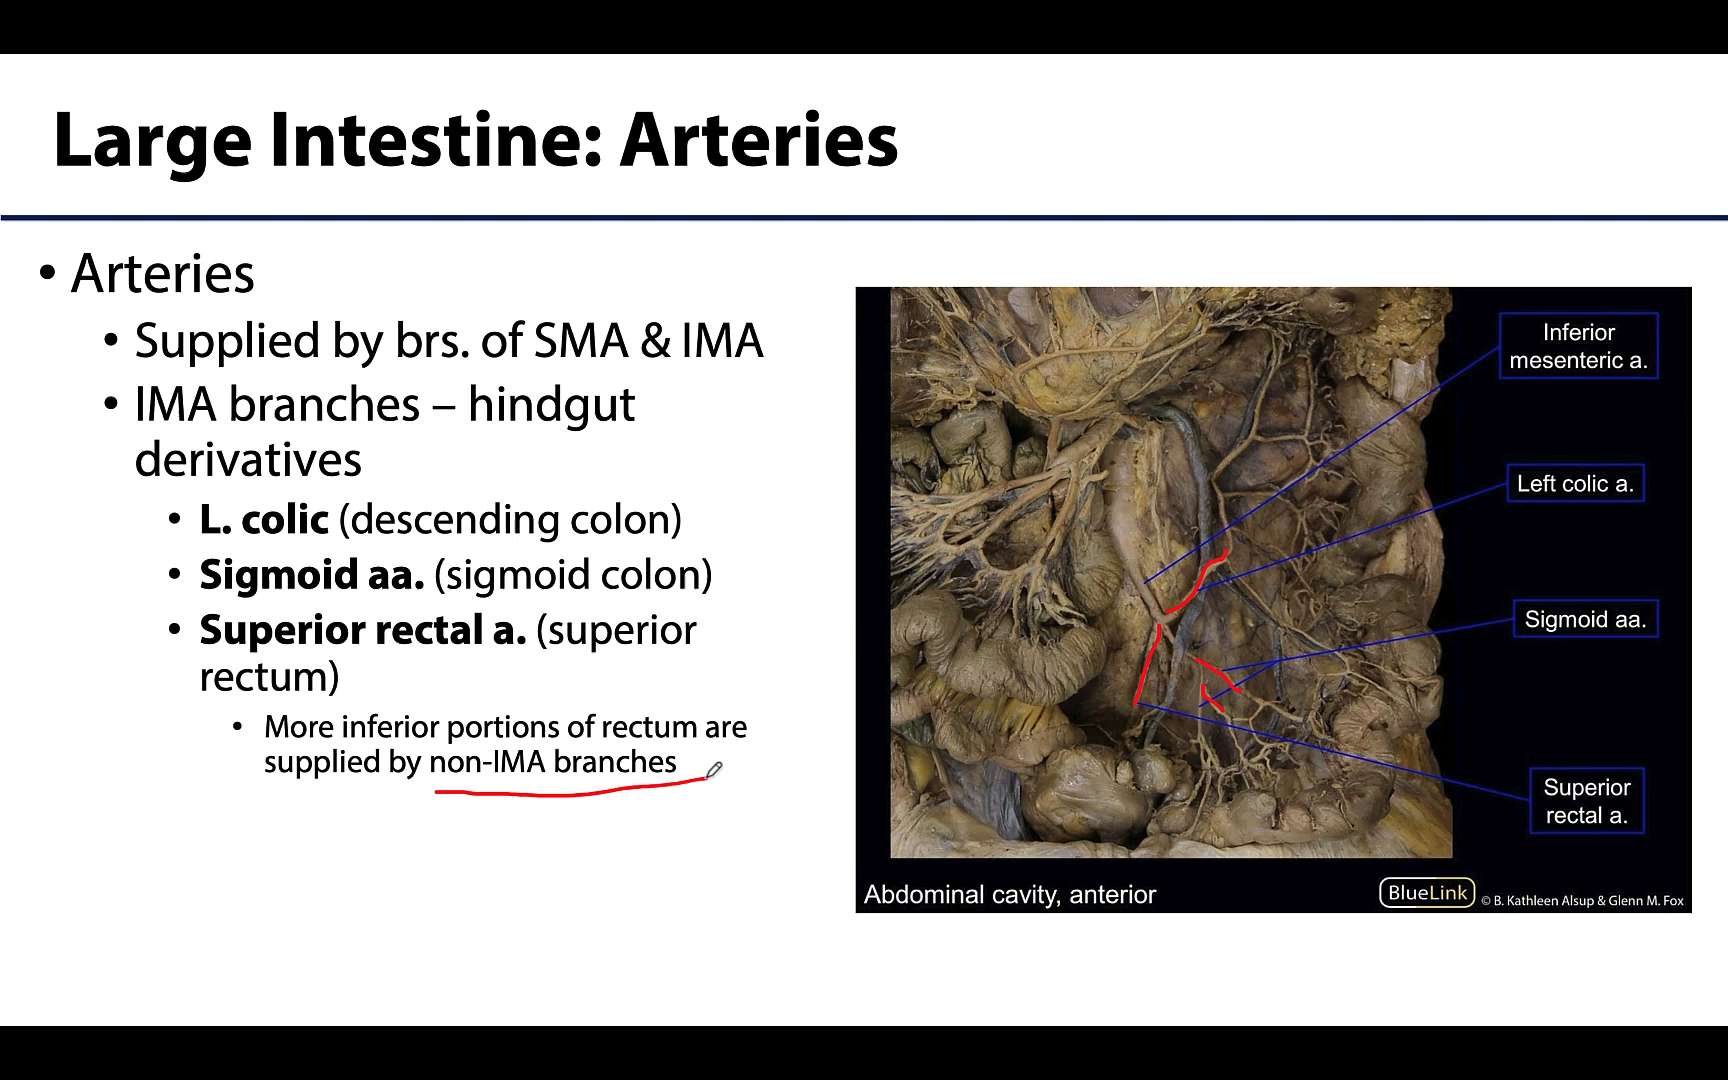 Large Intestine: Arteries
• Arteries
• Supplied by brs. of SMA & IMA
• IMA branches – hindgut
derivatives
• L. colic (descending colon)
• Sigmoid aa. (sigmoid colon)
• Superior rectal a. (superior
rectum)
• More inferior portions of rectum are
supplied by non-IMA branches
Inferior
mesenteric a.
Left colic a.
Sigmoid aa.
Superior
rectal a.
Abdominal cavity, anterior
BlueLink
© B. Kathleen Alsup & Glenn M. Fox